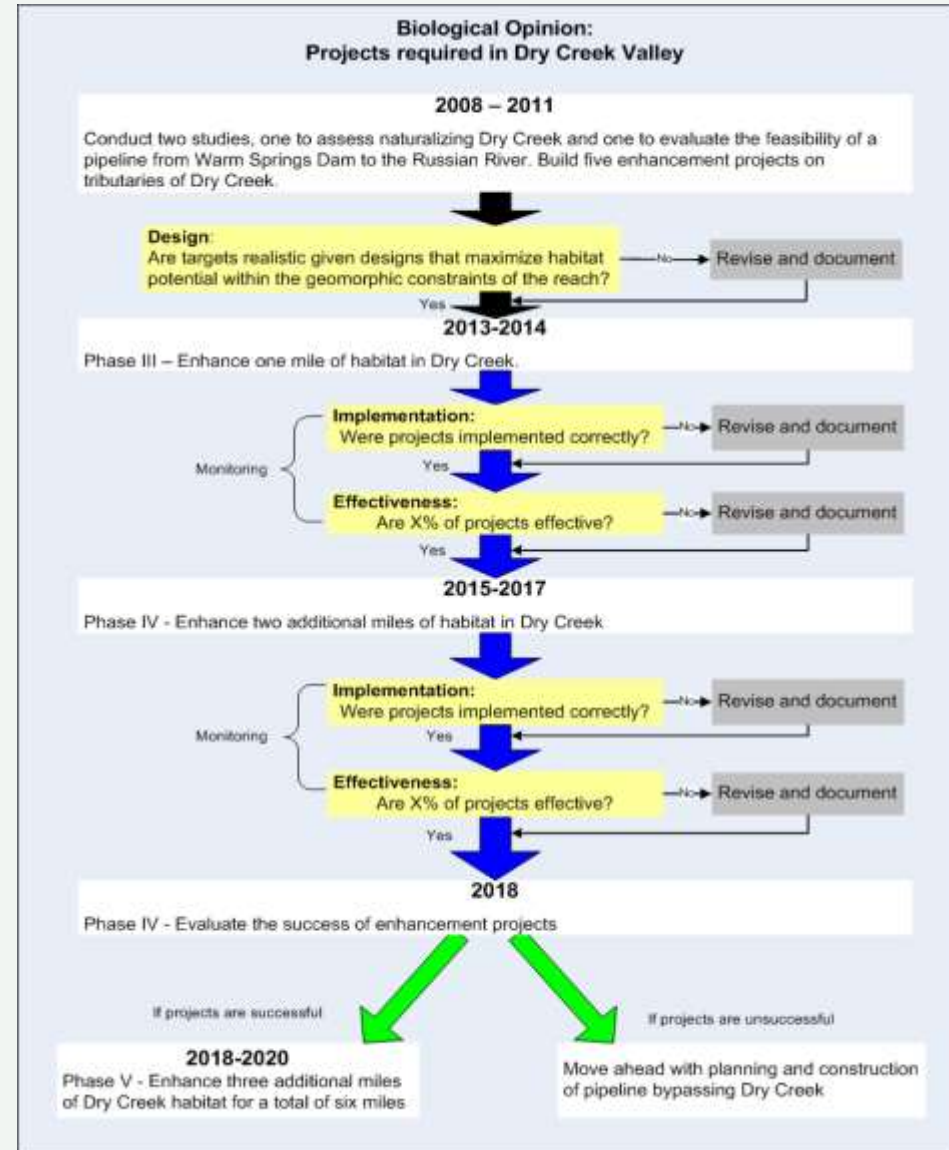 Biological Opinion:
Projects required in Dry Creek Valley
2008 – 2011
Conduct two studies, one to assess naturalizing Dry Creek and one to evaluate the feasibility of a
pipeline from Warm Springs Dam to the Russian River. Build five enhancement projects on
tributaries of Dry Creek.
Design:
Are targets realistic given designs that maximize habitat
potential within the geomorphic constraints of the reach?
No
Revise and document
Yes
2013-2014
Phase III – Enhance one mile of habitat in Dry Creek.
Monitoring
Implementation:
Were projects implemented correctly?
No
Revise and document
Yes
Effectiveness:
Are X% of projects effective?
No
Revise and document
Yes
2015-2017
Phase IV - Enhance two additional miles of habitat in Dry Creek
Monitoring
Implementation:
Were projects implemented correctly?
No
Revise and document
Yes
Effectiveness:
Are X% of projects effective?
No
Revise and document
Yes
2018
Phase IV - Evaluate the success of enhancement projects
If projects are successful
2018-2020
Phase V - Enhance three additional miles
of Dry Creek habitat for a total of six miles
If projects are unsuccessful
Move ahead with planning and construction
of pipeline bypassing Dry Creek